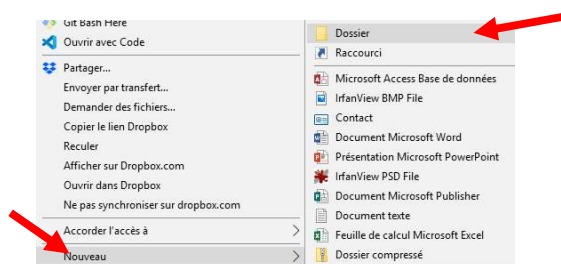 Git Bash Here
Ouvrir avec Code
Partager...
Envoyer par transfert...
Demander des fichiers...
Copier le lien Dropbox
Reculer
Afficher sur Dropbox.com
Ouvrir dans Dropbox
Ne pas synchroniser sur dropbox.com
Accorder l'accès à
Nouveau
Dossier
Raccourci
Microsoft Access Base de données
IrfanView BMP File
Contact
Document Microsoft Word
Présentation Microsoft PowerPoint
IrfanView PSD File
Document Microsoft Publisher
Document texte
Feuille de calcul Microsoft Excel
Dossier compressé